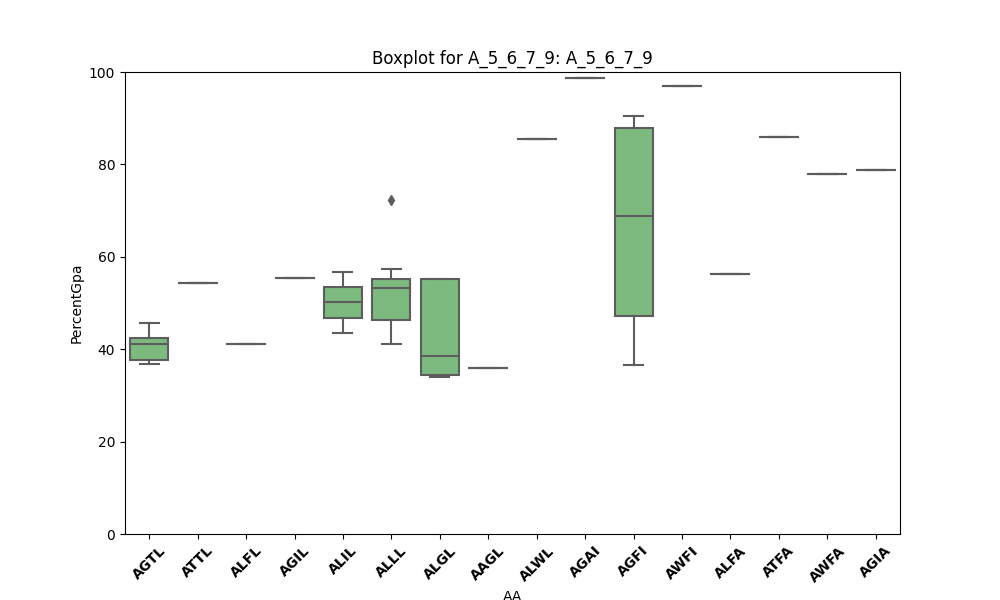 Boxplot for A_5_6_7_9: A_5_6_7_9
100
80
60
40
20
0
PercentGpa
AGTL ATTL ALFL AGIL ALIL ALLL ALGL AAGL ALWL AGAI AGFI AWFI ALFA ATFA AWFA AGIA
AA